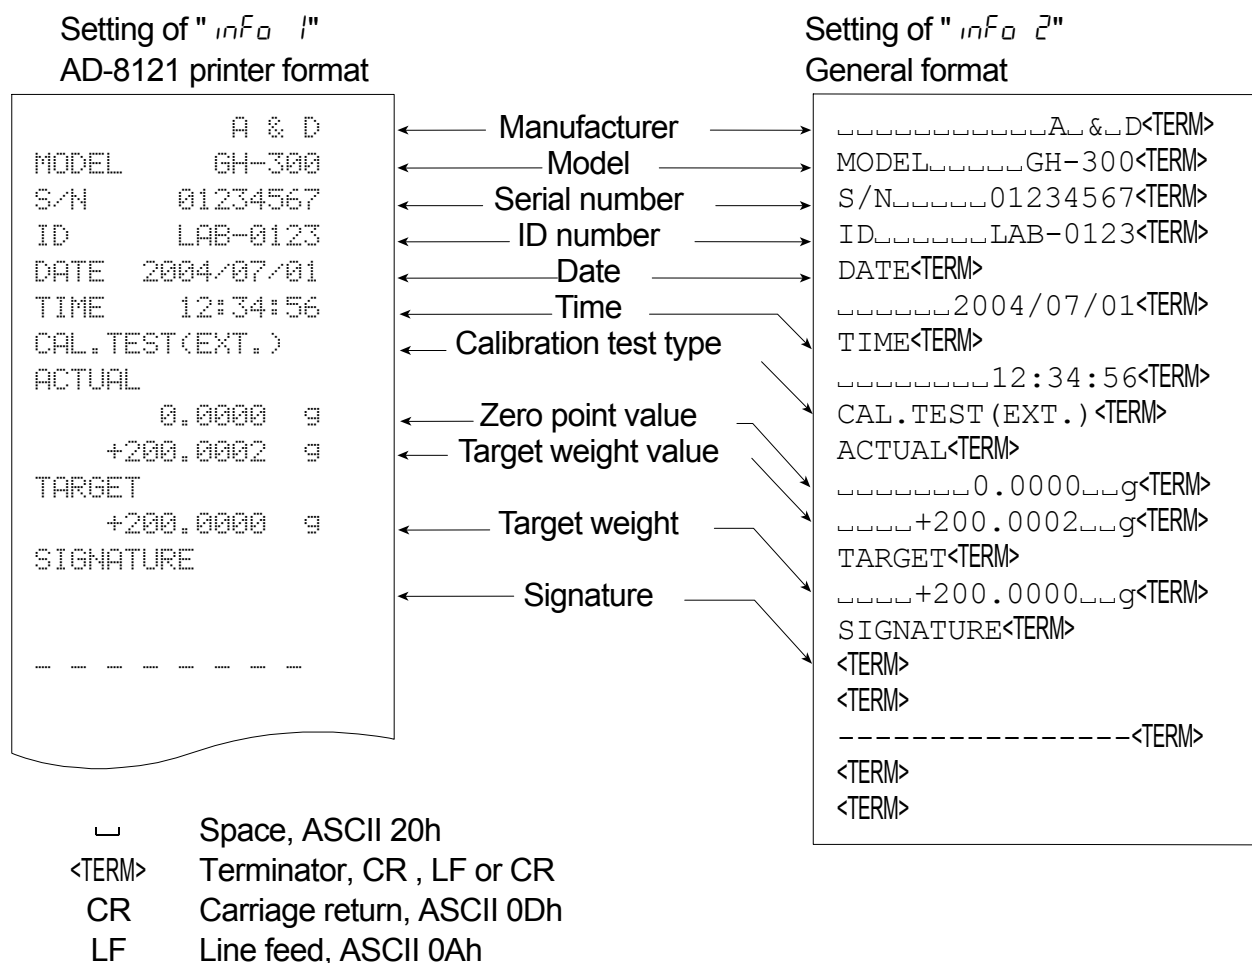 Setting of " info 1"
AD-8121 printer format
A & D
MODEL GH-300
S/N 01234567
ID LAB-0123
DATE 2004/07/01
TIME 12:34:56
CAL.TEST(EXT.)
ACTUAL
0.0000 g
+200.0002 g
TARGET
+200.0000 g
SIGNATURE
_ _ _ _ _ _ _ _
Manufacturer
Model
Serial number
ID number
Date
Time
Calibration test type
Zero point value
Target weight value
Target weight
Signature
Setting of " info 2"
General format
␣␣␣␣␣␣␣␣␣␣␣A␣&␣D<TERM>
MODEL␣␣␣␣␣GH-300<TERM>
S/N␣␣␣␣␣01234567<TERM>
ID␣␣␣␣␣␣LAB-0123<TERM>
DATE<TERM>
␣␣␣␣␣␣2004/07/01<TERM>
TIME<TERM>
␣␣␣␣␣␣␣␣12:34:56<TERM>
CAL.TEST(EXT.)<TERM>
ACTUAL<TERM>
␣␣␣␣␣␣␣0.0000␣␣g<TERM>
␣␣␣␣+200.0002␣␣g<TERM>
TARGET<TERM>
␣␣␣␣+200.0000␣␣g<TERM>
SIGNATURE<TERM>
<TERM>
<TERM>
----------------<TERM>
<TERM>
<TERM>
␣ Space, ASCII 20h
<TERM> Terminator, CR , LF or CR
CR Carriage return, ASCII 0Dh
LF Line feed, ASCII 0Ah